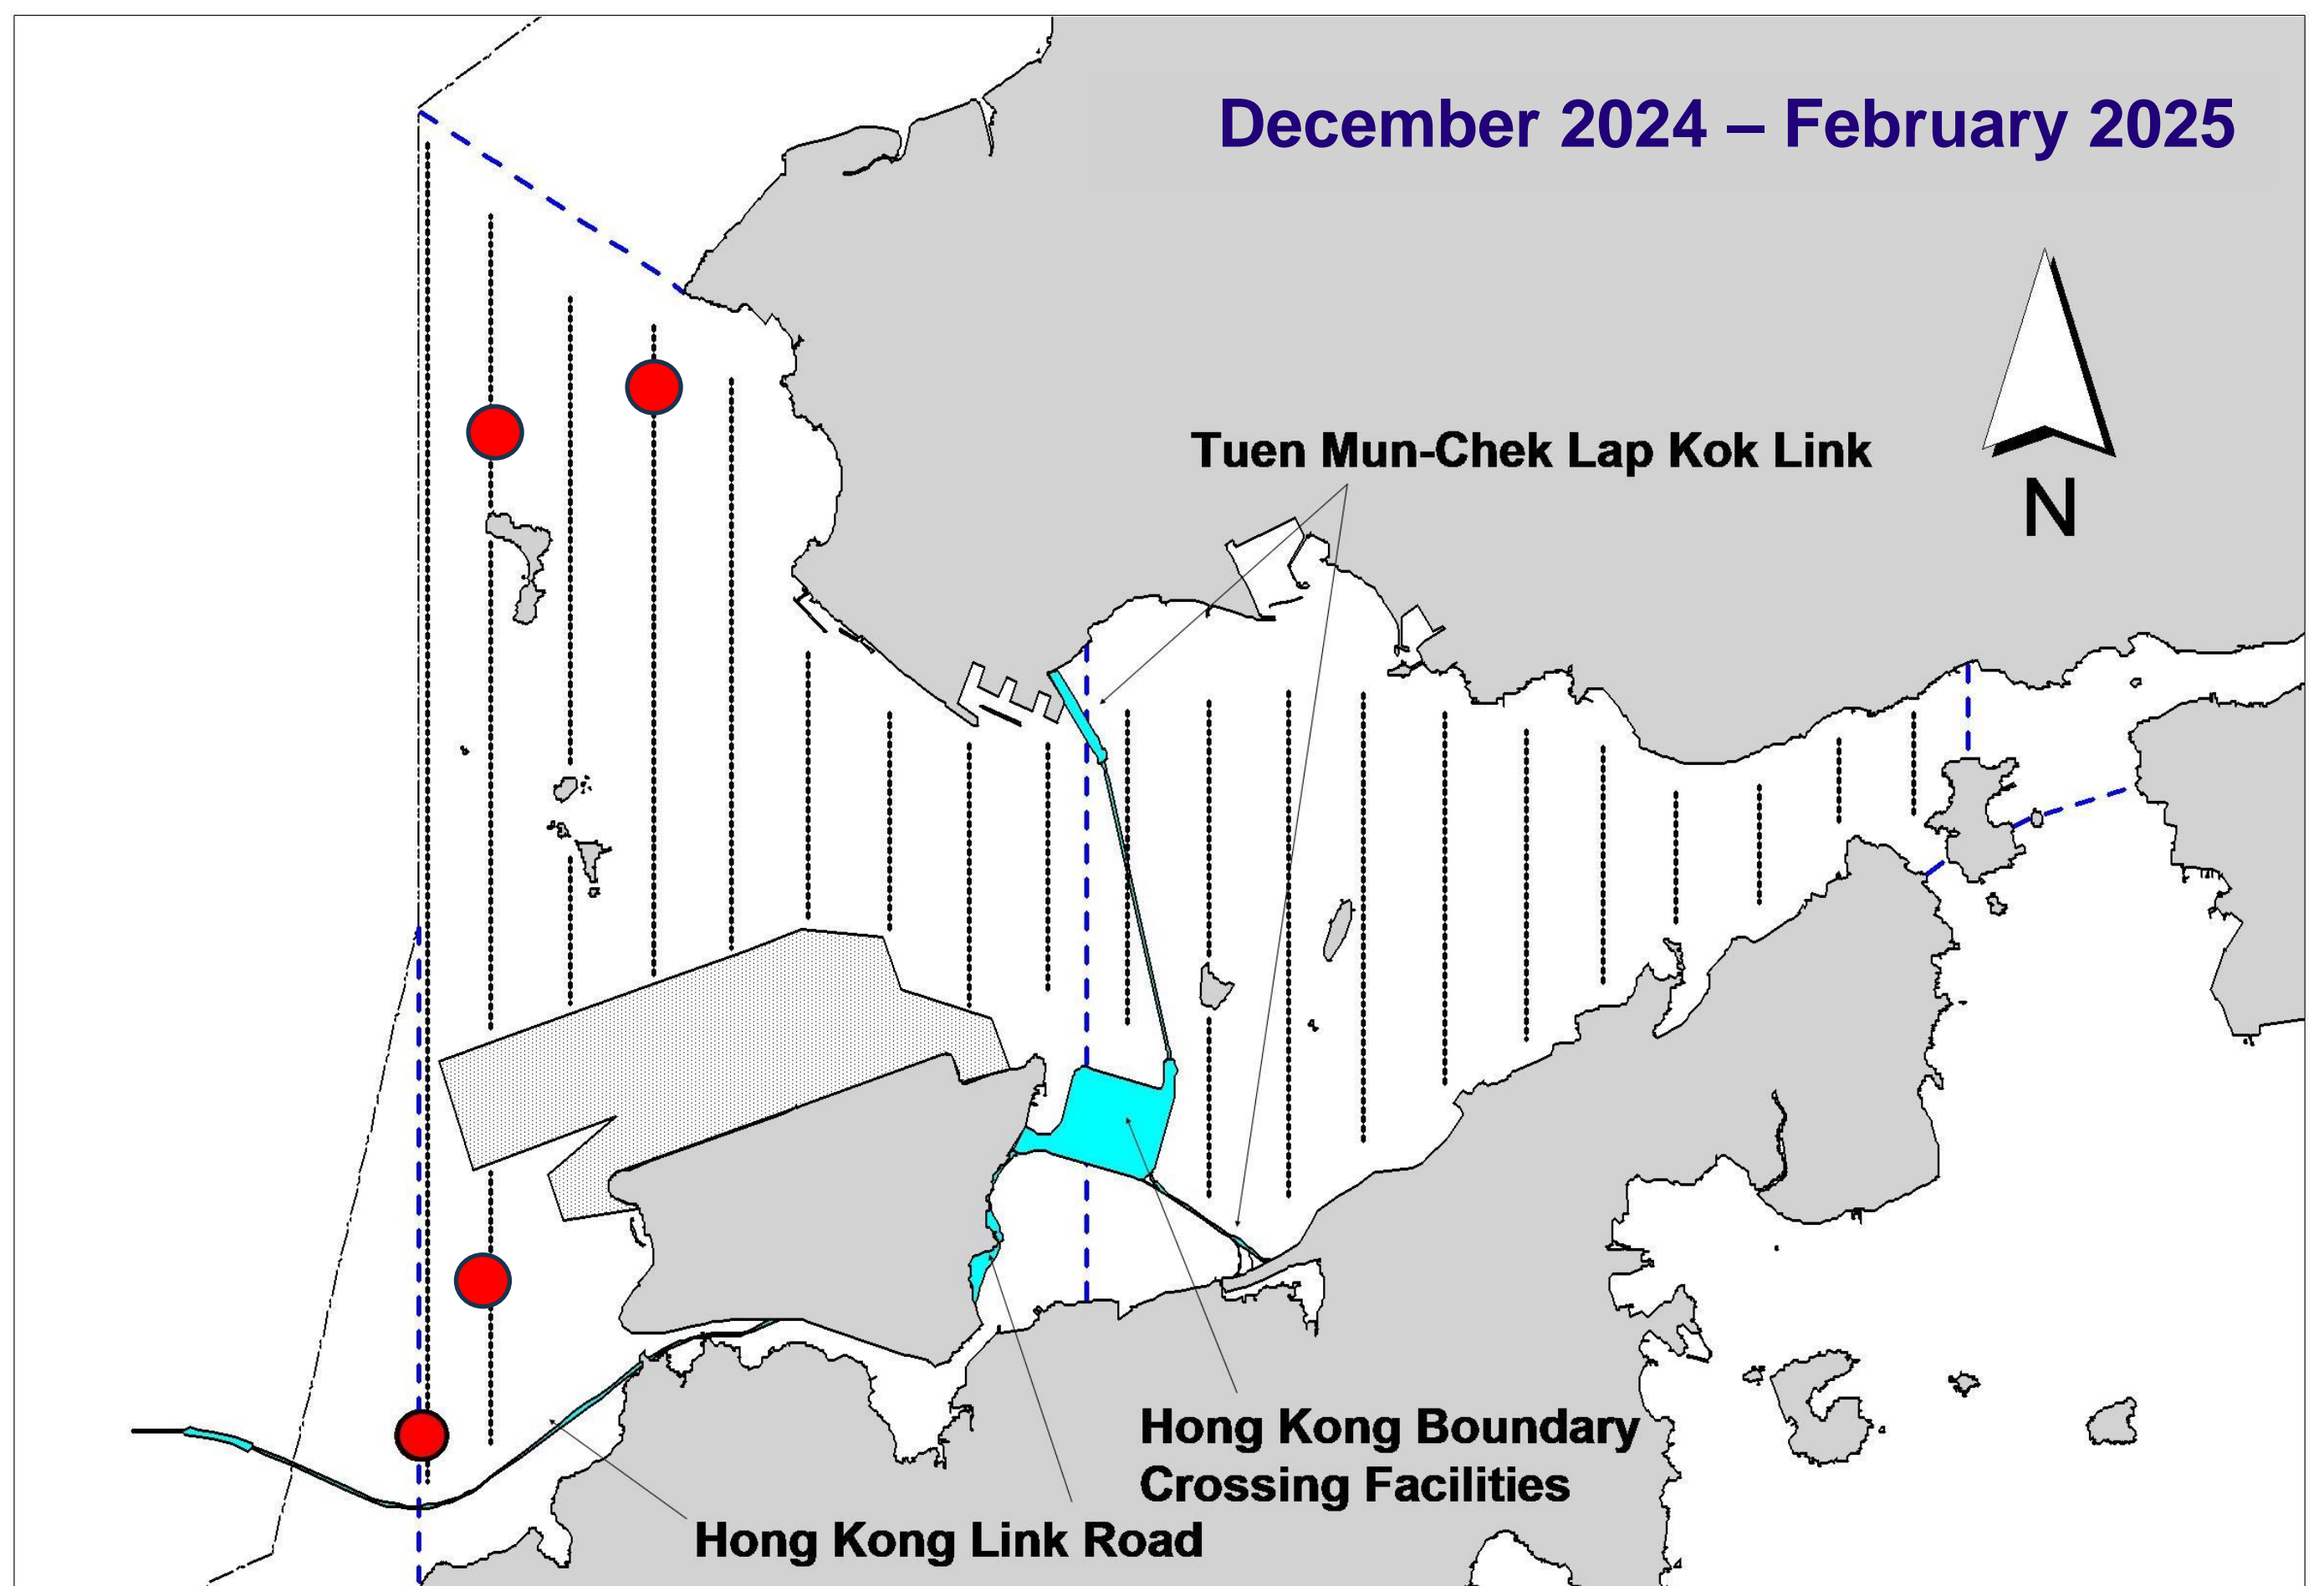 December 2024 – February 2025
Tuen Mun-Chek Lap Kok Link
N
Hong Kong Boundary
Crossing Facilities
Hong Kong Link Road